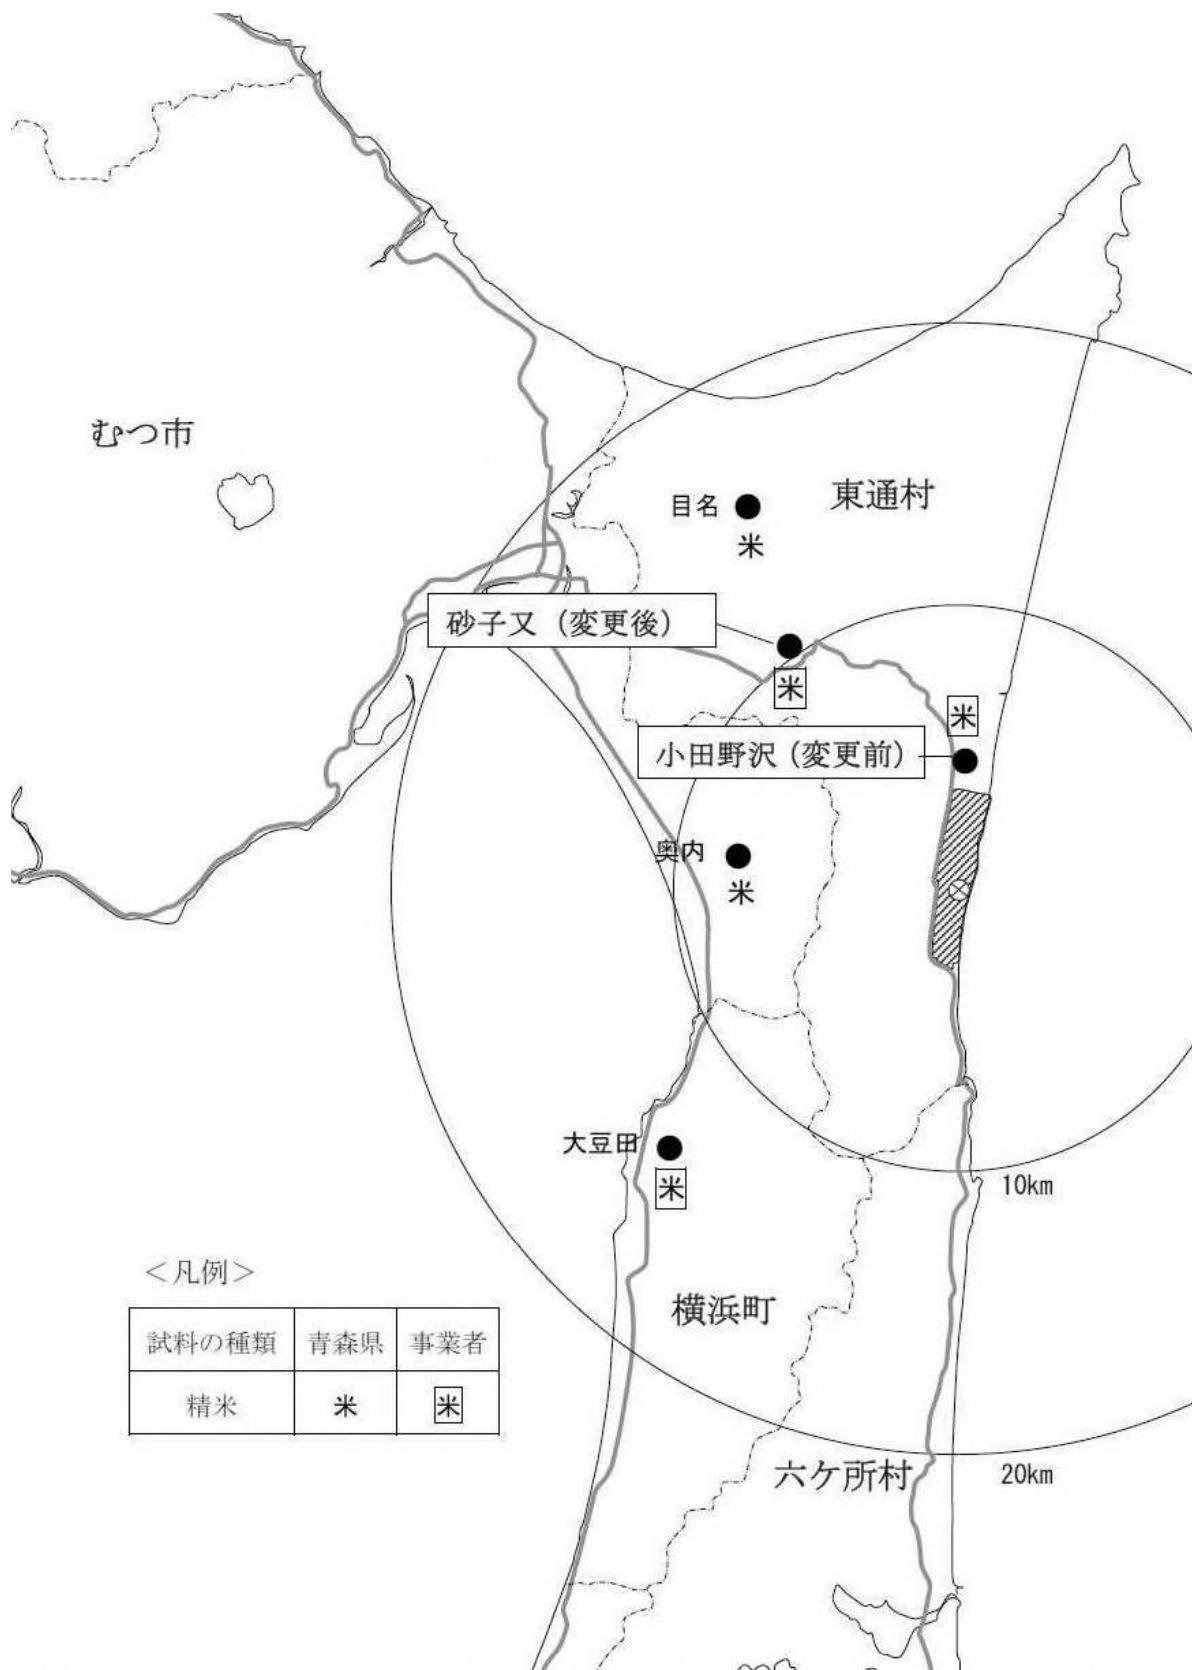 むつ市
東通村
目名
米
砂子又（変更後）
米
米
小田野沢（変更前）
奥内
米
大豆田
米
10km
＜凡例＞
横浜町
試料の種類 青森県 事業者
精米 米 米
六ケ所村
20km